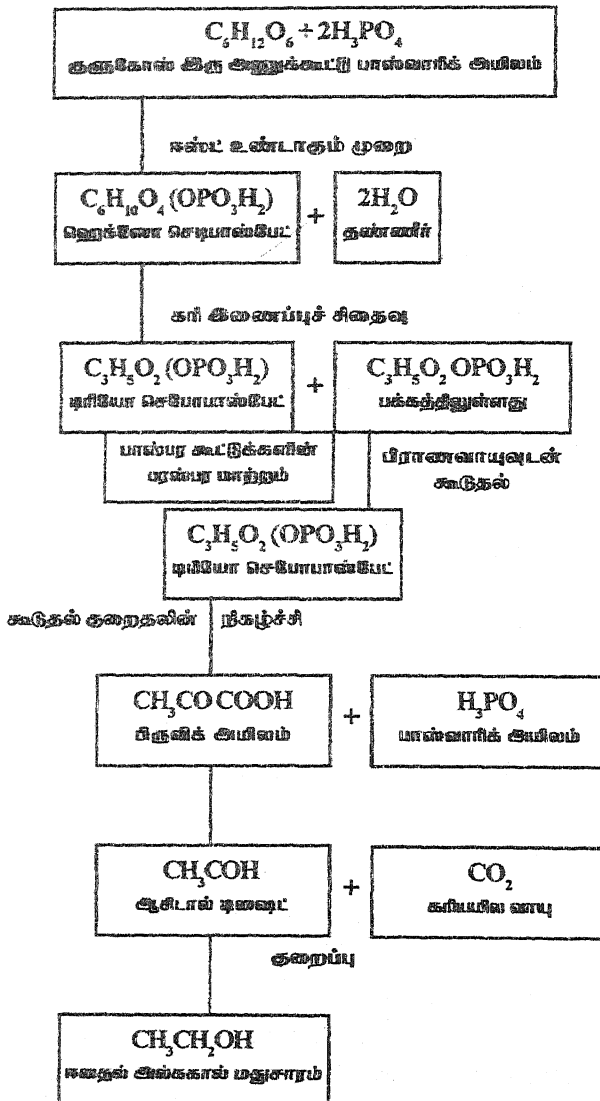 C₆H₁₂O₆ + 2H₃PO₄
குளுகோஸ் இரு அணுக்கூட்டு பாஸ்வாரிக் அமிலம்
ஈஸ்ட் உண்டாகும் முறை
C₆H₁₀O₄ (OPO₃H₂) + 2H₂O
ஹெக்ஸோ செடிபாஸ்பேட் தண்ணீர்
கரி இணைப்புச் சிதைவு
C₃H₅O₂ (OPO₃H₂) + C₃H₅O₂ OPO₃H₂
டிரியோ செபோபாஸ்பேட் பக்கத்திலுள்ளது
பாஸ்பர கூட்டுக்களின் பிராணவாயுவுடன்
பரஸ்பர மாற்றம் கூடுதல்
C₃H₅O₂ (OPO₃H₂)
டிரியோ செபோபாஸ்பேட்
கூடுதல் குறைதலின் நிகழ்ச்சி
CH₃CO COOH + H₃PO₄
பிருவிக் அமிலம் பாஸ்வாரிக் அமிலம்
CH₃COH + CO₂
ஆசிடால் டிஹைட் கரியமில வாயு
குறைப்பு
CH₃CH₂OH
ஈதைல் அல்ககால் மதுசாரம்